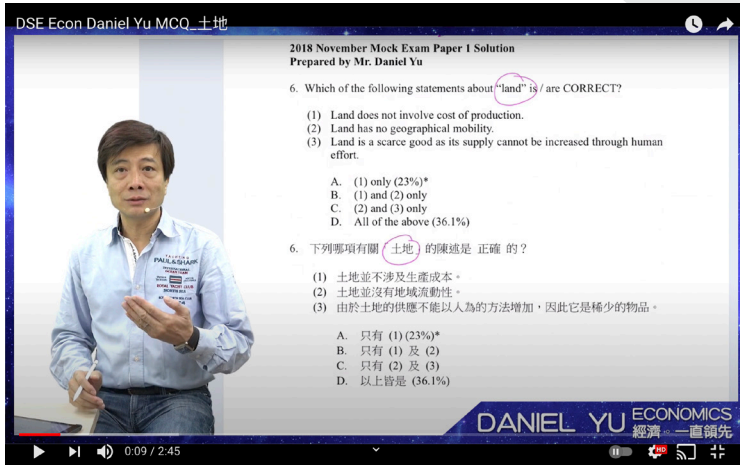 DSE Econ Daniel Yu MCQ_土地
2018 November Mock Exam Paper 1 Solution
Prepared by Mr. Daniel Yu
6. Which of the following statements about “land” is / are CORRECT?
(1) Land does not involve cost of production.
(2) Land has no geographical mobility.
(3) Land is a scarce good as its supply cannot be increased through human
effort.
A. (1) only (23%)*
B. (1) and (2) only
C. (2) and (3) only
D. All of the above (36.1%)
6. 下列哪項有關「土地」的陳述是 正確 的？
(1) 土地並不涉及生產成本。
(2) 土地並沒有地域流動性。
(3) 由於土地的供應不能以人為的方法增加，因此它是稀少的物品。
A. 只有 (1) (23%)*
B. 只有 (1) 及 (2)
C. 只有 (2) 及 (3)
D. 以上皆是 (36.1%)
PAUL&SHARK
DANIEL YU ECONOMICS
經濟。一直領先
0:09 / 2:45
HD